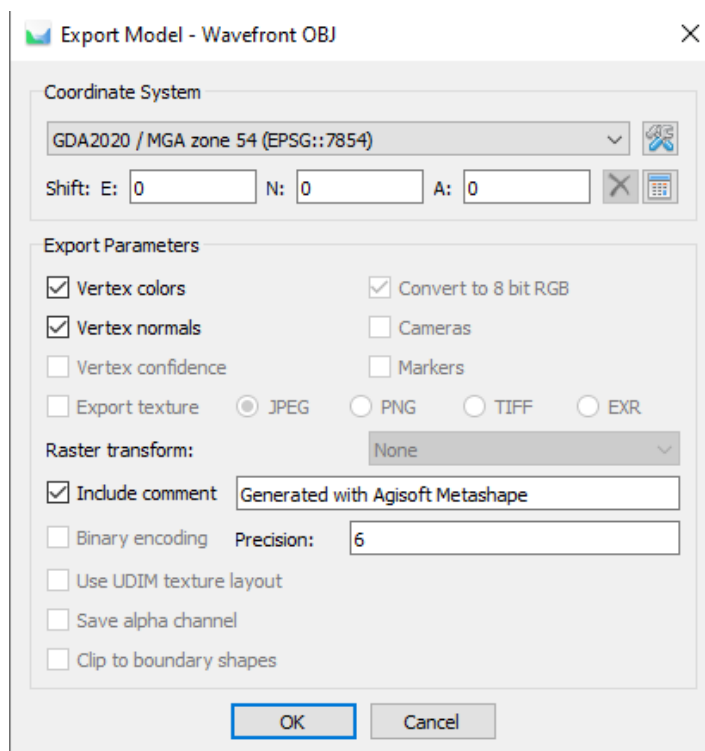 Export Model - Wavefront OBJ
Coordinate System
GDA2020 / MGA zone 54 (EPSG::7854)
Shift: E: 0 N: 0 A: 0
Export Parameters
Vertex colors Convert to 8 bit RGB
Vertex normals Cameras
Vertex confidence Markers
Export texture JPEG PNG TIFF EXR
Raster transform: None
Include comment Generated with Agisoft Metashape
Binary encoding Precision: 6
Use UDIM texture layout
Save alpha channel
Clip to boundary shapes
OK Cancel